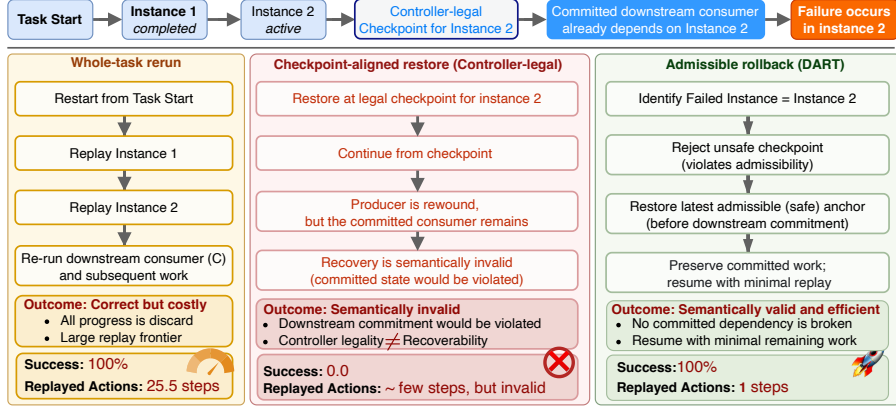 Task Start
Instance 1
completed
Instance 2
active
Controller-legal
Checkpoint for Instance 2
Committed downstream consumer
already depends on Instance 2
Failure occurs
in instance 2
Whole-task rerun
Restart from Task Start
Replay Instance 1
Replay Instance 2
Re-run downstream consumer (C)
and subsequent work
Outcome: Correct but costly
• All progress is discard
• Large replay frontier
Success: 100%
Replayed Actions: 25.5 steps
Checkpoint-aligned restore (Controller-legal)
Restore at legal checkpoint for instance 2
Continue from checkpoint
Producer is rewound,
but the committed consumer remains
Recovery is semantically invalid
(committed state would be violated)
Outcome: Semantically invalid
• Downstream commitment would be violated
• Controller legality ≠ Recoverability
Success: 0.0
Replayed Actions: ~ few steps, but invalid
Admissible rollback (DART)
Identify Failed Instance = Instance 2
Reject unsafe checkpoint
(violates admissibility)
Restore latest admissible (safe) anchor
(before downstream commitment)
Preserve committed work;
resume with minimal replay
Outcome: Semantically valid and efficient
• No committed dependency is broken
• Resume with minimal remaining work
Success:100%
Replayed Actions: 1 steps